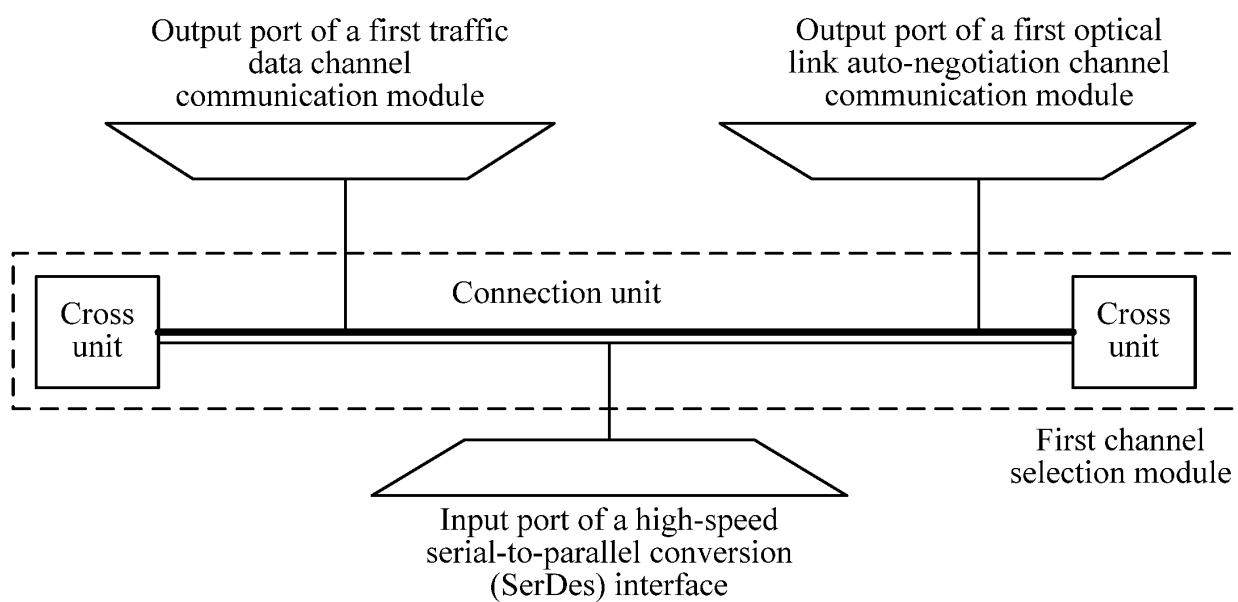 Output port of a first traffic
data channel
communication module
Output port of a first optical
link auto-negotiation channel
communication module
Connection unit
Cross
unit
Cross
unit
First channel
selection module
Input port of a high-speed
serial-to-parallel conversion
(SerDes) interface